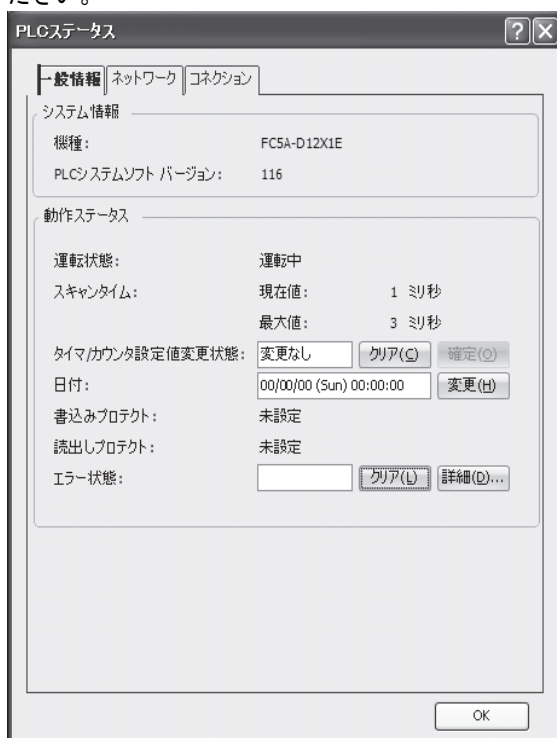 ださい。
PLCステータス
一般情報 ネットワーク コネクション
システム情報
機種: FC5A-D12X1E
PLCシステムソフト バージョン: 116
動作ステータス
運転状態: 運転中
スキャンタイム: 現在値: 1 ミリ秒
最大値: 3 ミリ秒
タイマ/カウンタ設定値変更状態: 変更なし クリア(C) 確定(O)
日付: 00/00/00 (Sun) 00:00:00 変更(H)
書込みプロテクト: 未設定
読出しプロテクト: 未設定
エラー状態: クリア(L) 詳細(D)...
OK